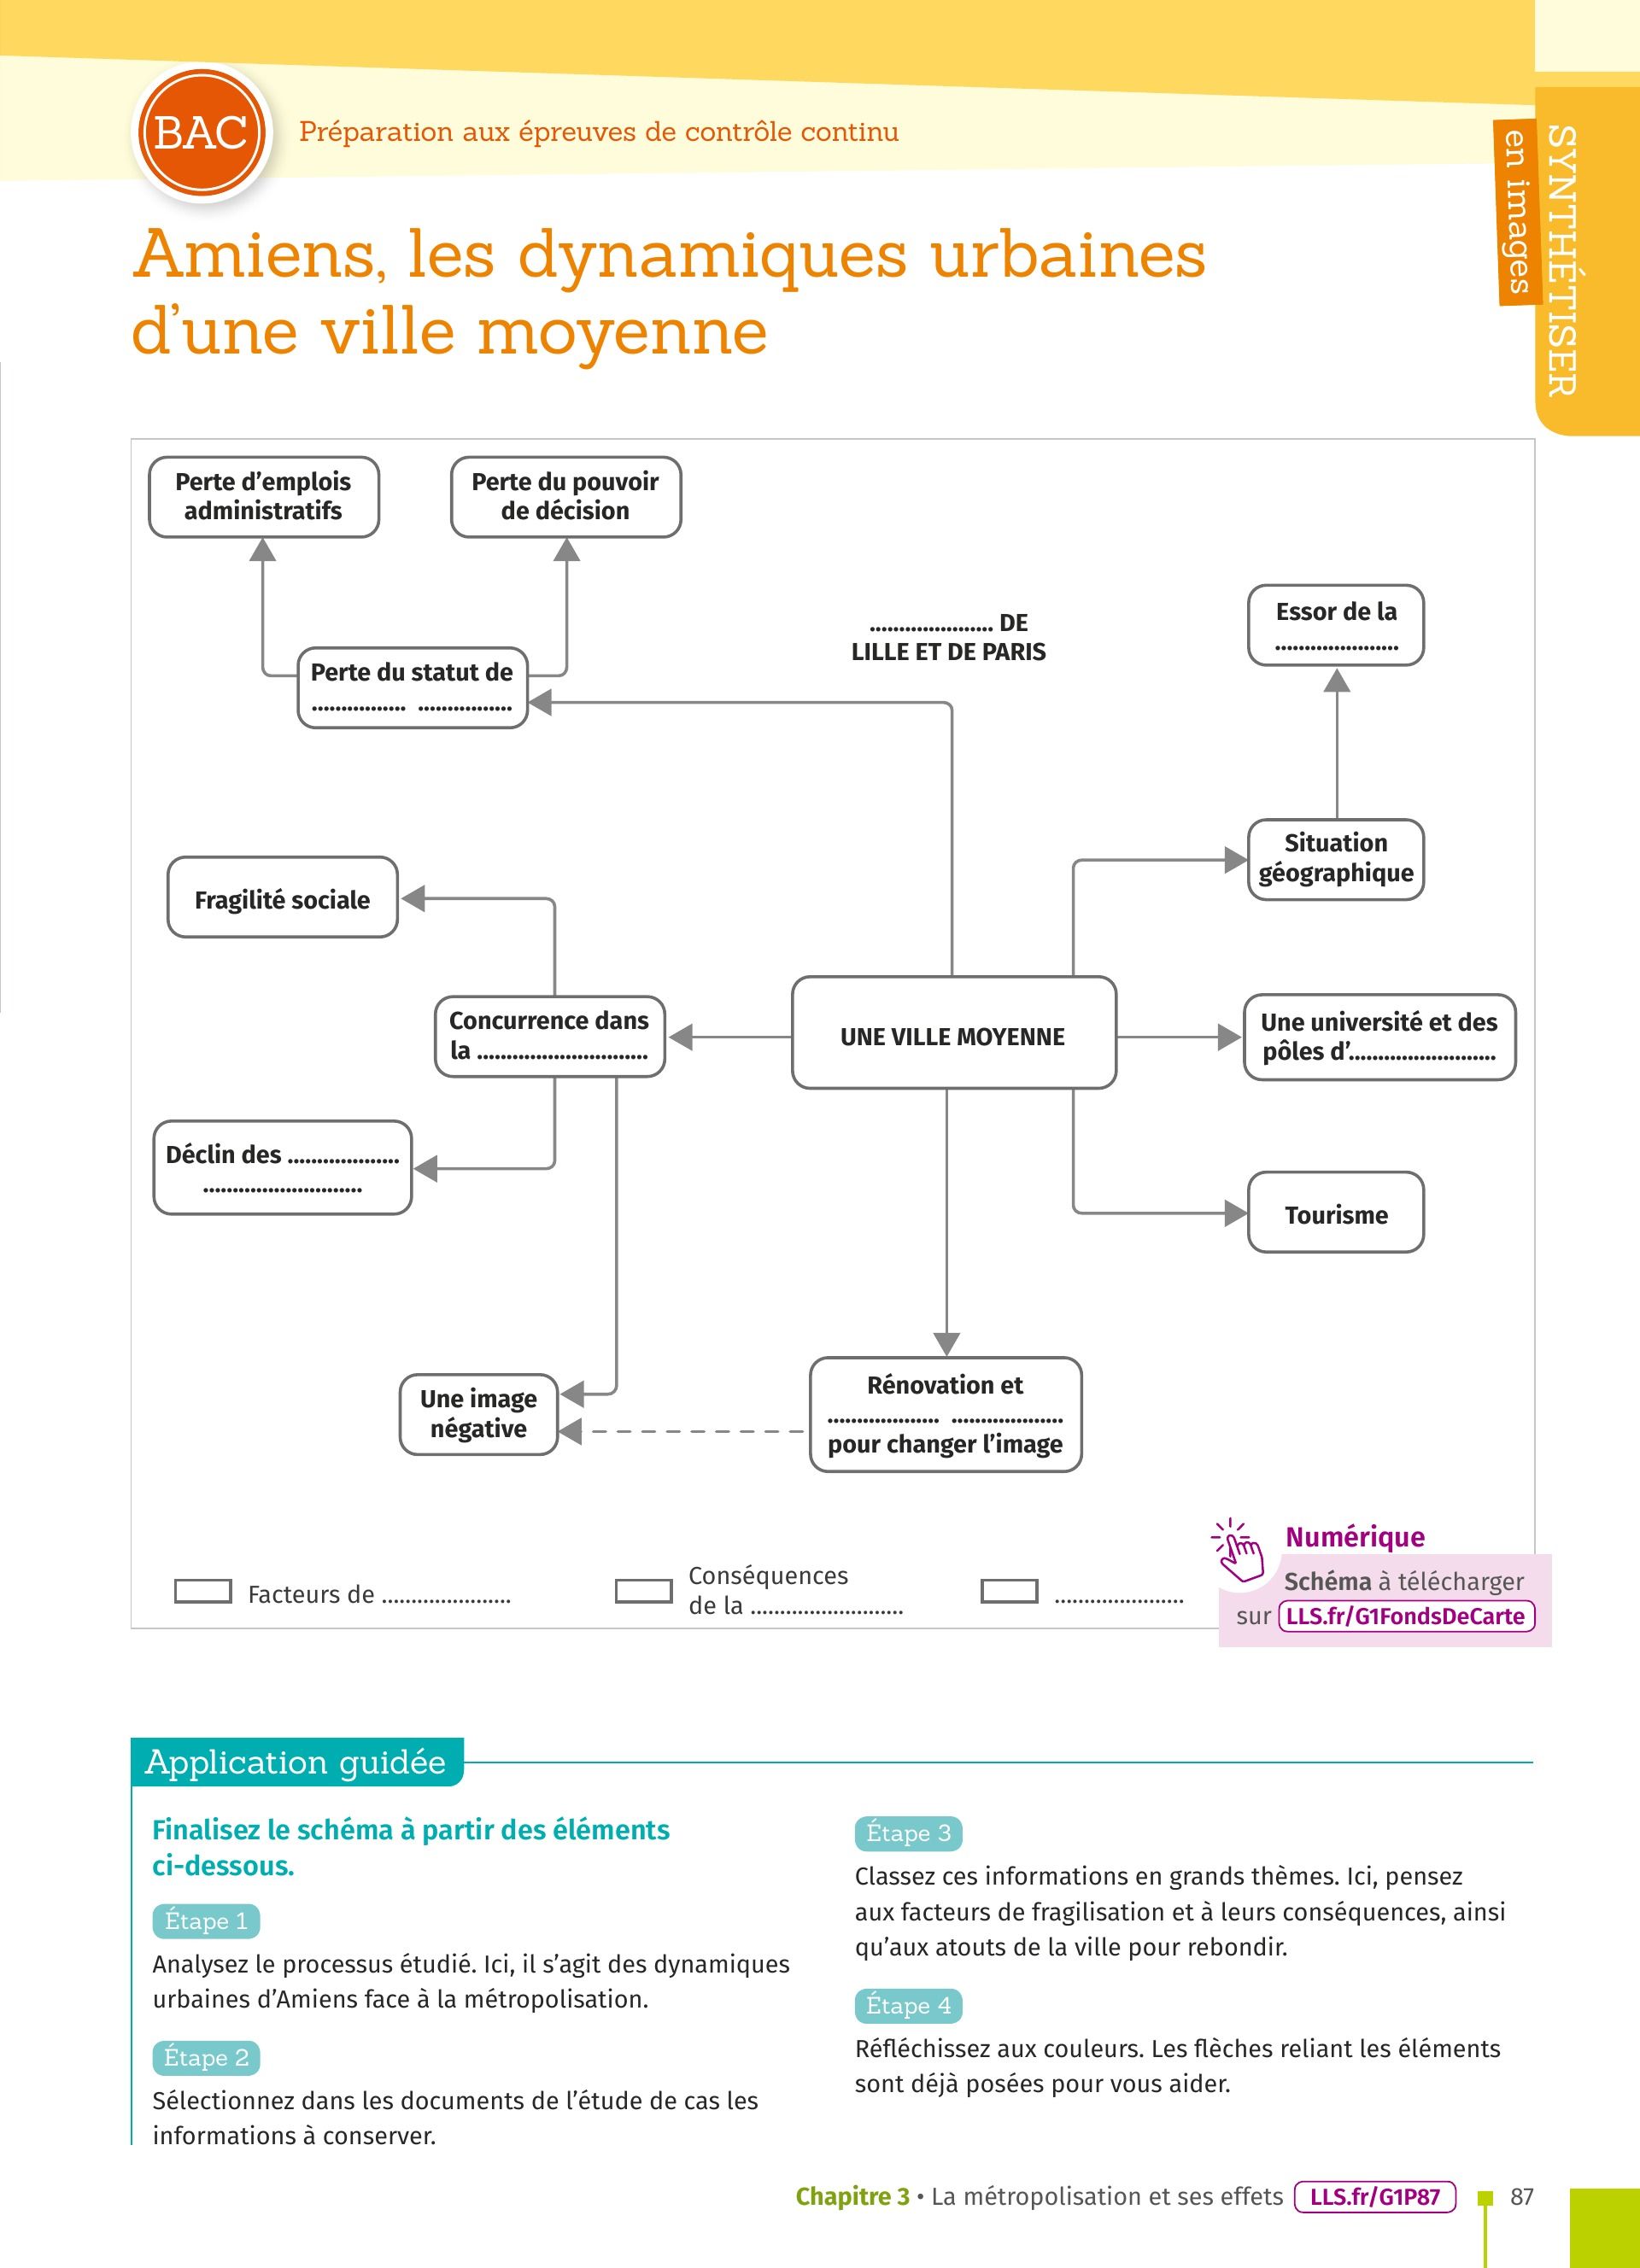 BAC
Préparation aux épreuves de contrôle continu
SYNTHÉTISER
en images
Amiens, les dynamiques urbaines
d'une ville moyenne
Perte d'emplois
administratifs
Perte du pouvoir
de décision
..................... DE
LILLE ET DE PARIS
Essor de la
.....................
Perte du statut de
................ ................
Situation
géographique
Fragilité sociale
Concurrence dans
la .............................
UNE VILLE MOYENNE
Une université et des
pôles d'.........................
Déclin des ...................
...........................
Tourisme
Une image
négative
Rénovation et
................... ...................
pour changer l'image
Facteurs de ......................
Conséquences
de la ..........................
......................
Numérique
Schéma à télécharger
sur LLS.fr/G1FondsDeCarte
Application guidée
Finalisez le schéma à partir des éléments
ci-dessous.
Étape 1
Analysez le processus étudié. Ici, il s'agit des dynamiques
urbaines d'Amiens face à la métropolisation.
Étape 2
Sélectionnez dans les documents de l'étude de cas les
informations à conserver.
Étape 3
Classez ces informations en grands thèmes. Ici, pensez
aux facteurs de fragilisation et à leurs conséquences, ainsi
qu'aux atouts de la ville pour rebondir.
Étape 4
Réfléchissez aux couleurs. Les flèches reliant les éléments
sont déjà posées pour vous aider.
Chapitre 3 • La métropolisation et ses effets LLS.fr/G1P87 87